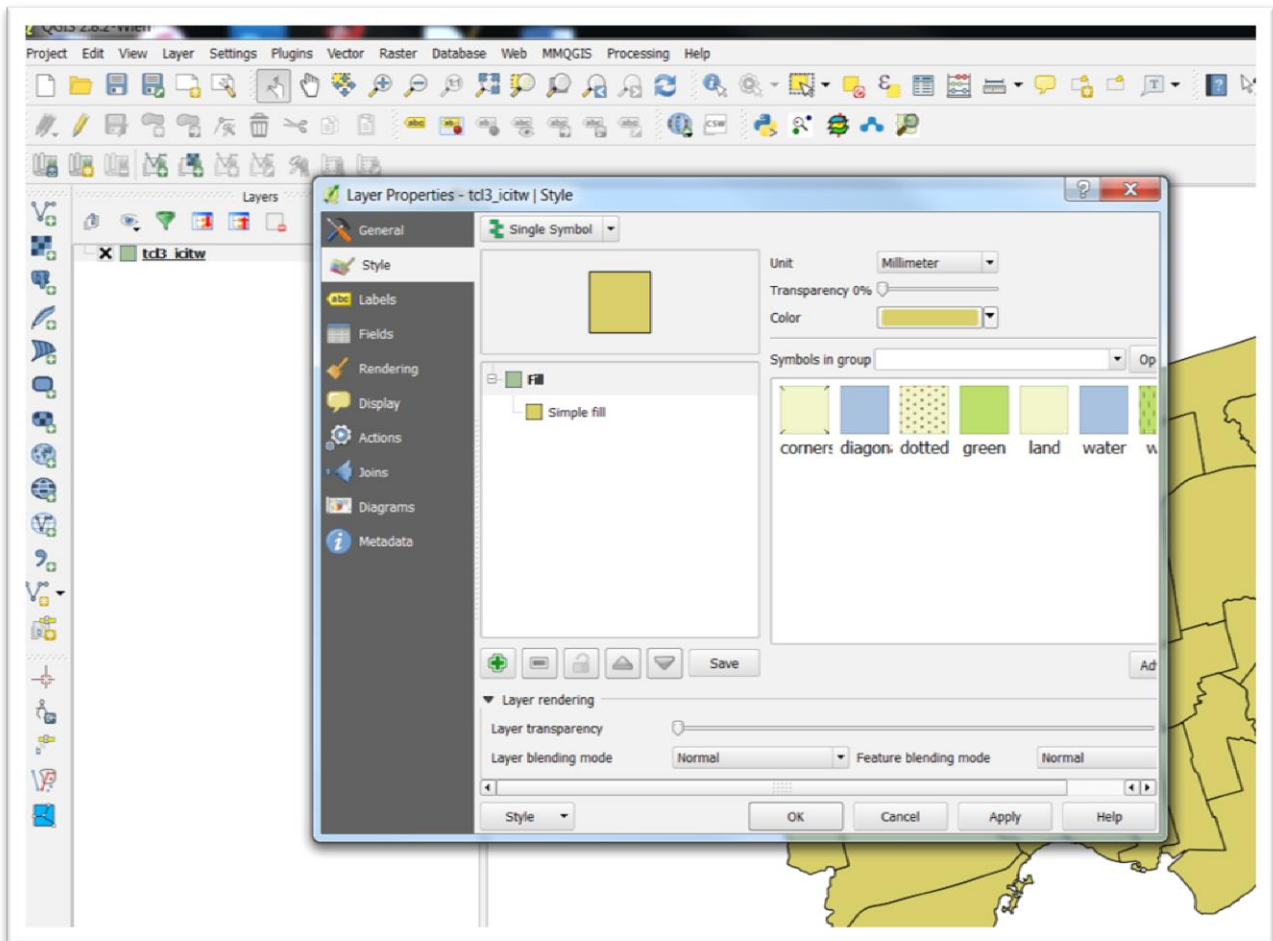 QGIS 2.8.2-Wien
Project Edit View Layer Settings Plugins Vector Raster Database Web MMQGIS Processing Help
Layers
tcl3_icitw
Layer Properties - tcl3_icitw | Style
General
Style
Labels
Fields
Rendering
Display
Actions
Joins
Diagrams
Metadata
Single Symbol
Fill
Simple fill
Save
Unit Millimeter
Transparency 0%
Color
Symbols in group Op
corners diagon dotted green land water w
Ad
Layer rendering
Layer transparency
Layer blending mode Normal Feature blending mode Normal
Style OK Cancel Apply Help